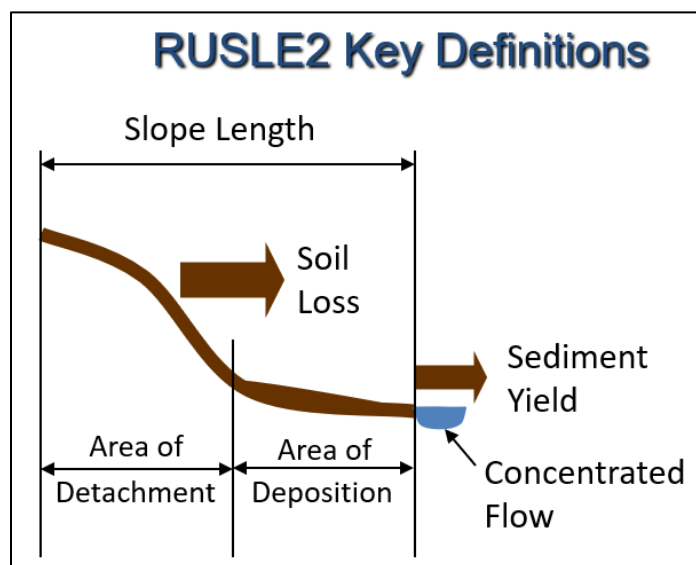 RUSLE2 Key Definitions
Slope Length
Soil
Loss
Sediment
Yield
Area of
Detachment
Area of
Deposition
Concentrated
Flow